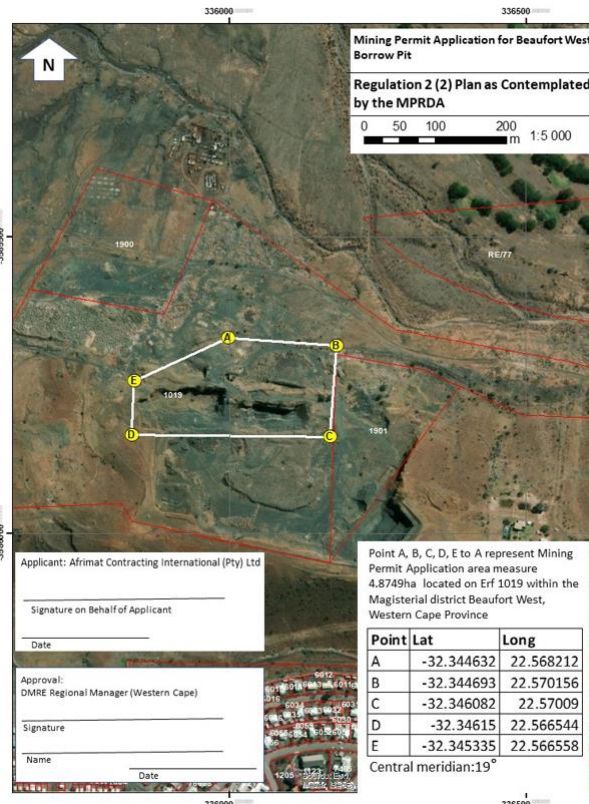 336000
336500
N
Mining Permit Application for Beaufort West
Borrow Pit
Regulation 2 (2) Plan as Contemplated
by the MPRDA
0 50 100 200
m 1:5 000
1900
RE/77
A
B
E
1019
D
C
1901
Applicant: Afrimat Contracting International (Pty) Ltd
Signature on Behalf of Applicant
Date
Approval:
DMRE Regional Manager (Western Cape)
Signature
Name
Date
Point A, B, C, D, E to A represent Mining
Permit Application area measure
4.8749ha located on Erf 1019 within the
Magisterial district Beaufort West,
Western Cape Province
Point Lat Long
A -32.344632 22.568212
B -32.344693 22.570156
C -32.346082 22.57009
D -32.34615 22.566544
E -32.345335 22.566558
Central meridian:19°
6012
6034
1205
336000
336500